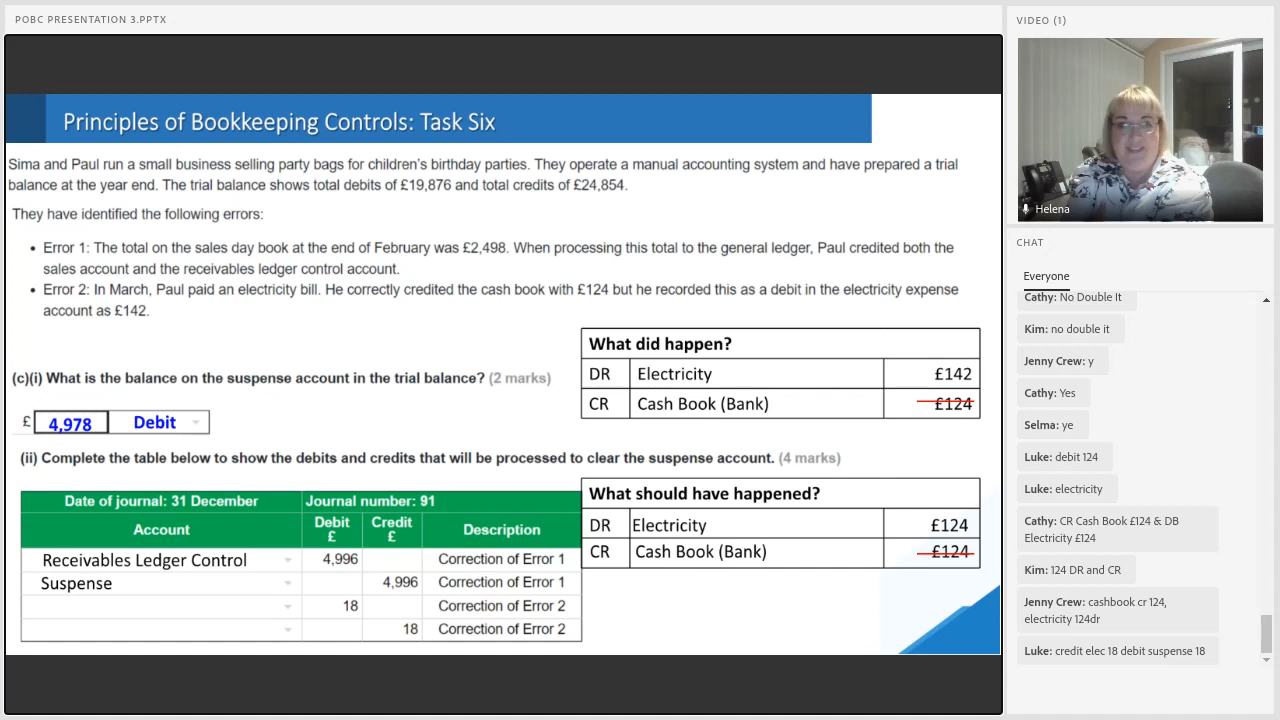 POBC PRESENTATION 3.PPTX
Principles of Bookkeeping Controls: Task Six
Sima and Paul run a small business selling party bags for children's birthday parties. They operate a manual accounting system and have prepared a trial
balance at the year end. The trial balance shows total debits of £19,876 and total credits of £24,854.
They have identified the following errors:
• Error 1: The total on the sales day book at the end of February was £2,498. When processing this total to the general ledger, Paul credited both the
sales account and the receivables ledger control account.
• Error 2: In March, Paul paid an electricity bill. He correctly credited the cash book with £124 but he recorded this as a debit in the electricity expense
account as £142.
What did happen?
DR Electricity £142
CR Cash Book (Bank) £124
(c)(i) What is the balance on the suspense account in the trial balance? (2 marks)
£ 4,978 Debit
(ii) Complete the table below to show the debits and credits that will be processed to clear the suspense account. (4 marks)
What should have happened?
DR Electricity £124
CR Cash Book (Bank) £124
Date of journal: 31 December Journal number: 91
Account Debit £ Credit £ Description
Receivables Ledger Control 4,996 Correction of Error 1
Suspense 4,996 Correction of Error 1
18 Correction of Error 2
18 Correction of Error 2
VIDEO (1)
Helena
CHAT
Everyone
Cathy: No Double It
Kim: no double it
Jenny Crew: y
Cathy: Yes
Selma: ye
Luke: debit 124
Luke: electricity
Cathy: CR Cash Book £124 & DB
Electricity £124
Kim: 124 DR and CR
Jenny Crew: cashbook cr 124,
electricity 124dr
Luke: credit elec 18 debit suspense 18